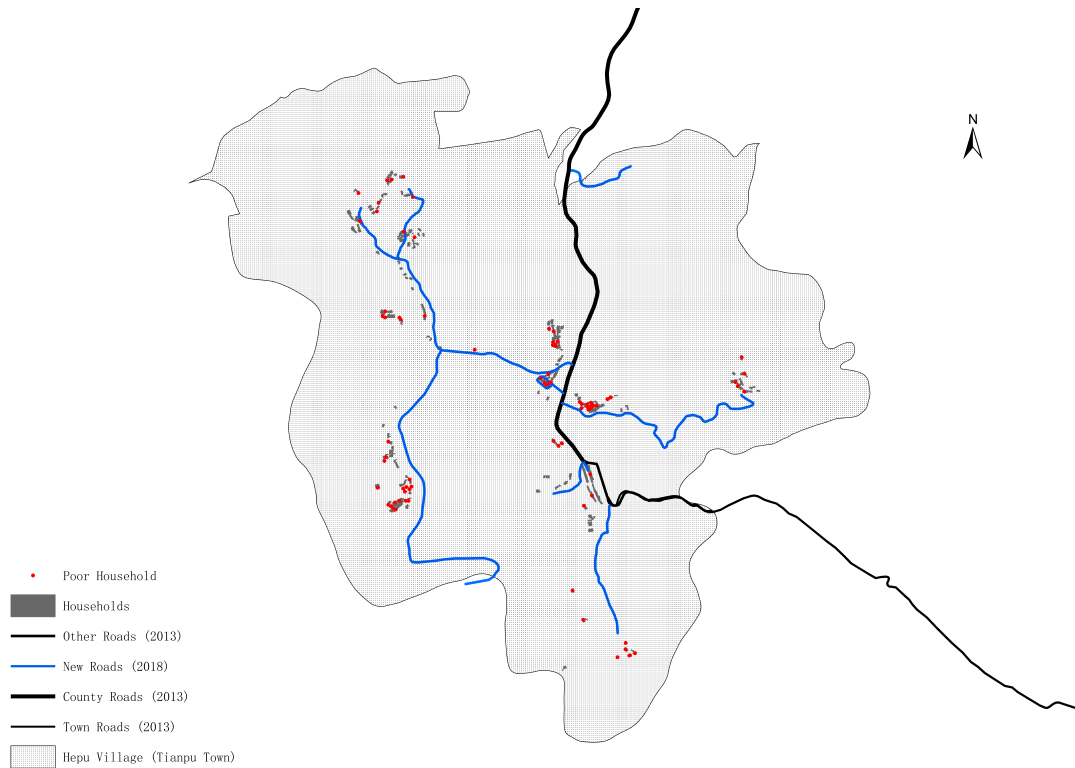 N
Poor Household
Households
Other Roads (2013)
New Roads (2018)
County Roads (2013)
Town Roads (2013)
Hepu Village (Tianpu Town)